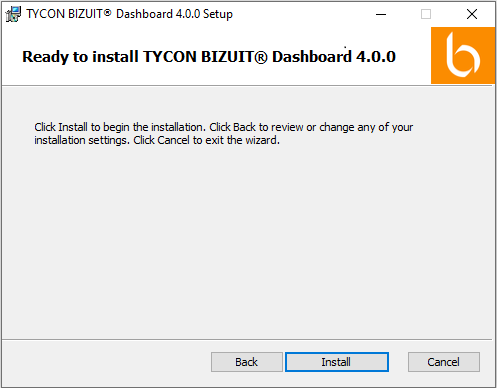 TYCON BIZUIT® Dashboard 4.0.0 Setup
Ready to install TYCON BIZUIT® Dashboard 4.0.0
Click Install to begin the installation. Click Back to review or change any of your
installation settings. Click Cancel to exit the wizard.
Back
Install
Cancel